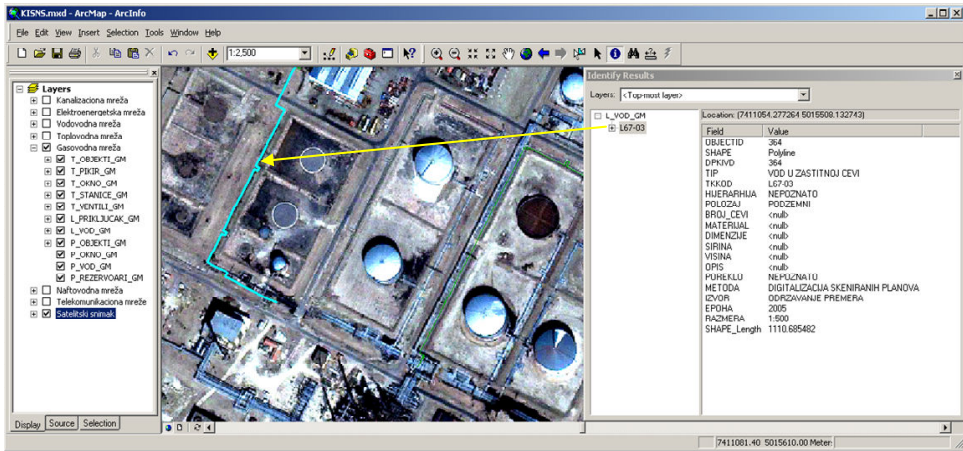 KISNS.mxd - ArcMap - ArcInfo
File Edit View Insert Selection Tools Window Help
1:2,500
Layers
Kanalizaciona mreža
Elektroenergetska mreža
Vodovodna mreža
Toplovodna mreža
Gasovodna mreža
T_OBJEKTI_GM
T_PIKIR_GM
T_OKNO_GM
T_STANICE_GM
T_VENTILI_GM
L_PRIKLJUCAK_GM
L_VOD_GM
P_OBJEKTI_GM
P_OKNO_GM
P_VOD_GM
P_REZERVOARI_GM
Naftovodna mreža
Telekomunikaciona mreže
Satelitski snimak
Display Source Selection
Identify Results
Layers: <Top-most layer>
L_VOD_GM
L67-03
Location: (7411054.277264 5015509.132743)
Field Value
OBJECTID 364
SHAPE Polyline
DPKIVD 364
TIP VOD U ZASTITNOJ CEVI
TKKOD L67-03
HIJERARHIJA NEPOZNATO
POLOZAJ PODZEMNI
BROJ_CEVI <null>
MATERIJAL <null>
DIMENZIJE <null>
SIRINA <null>
VISINA <null>
OPIS <null>
POREKLO NEPOZNATO
METODA DIGITALIZACIJA SKENIRANIH PLANOVA
IZVOR ODRZAVANJE PREMERA
EPOHA 2005
RAZMERA 1:500
SHAPE_Length 1110.685482
7411081.40 5015610.00 Meter: